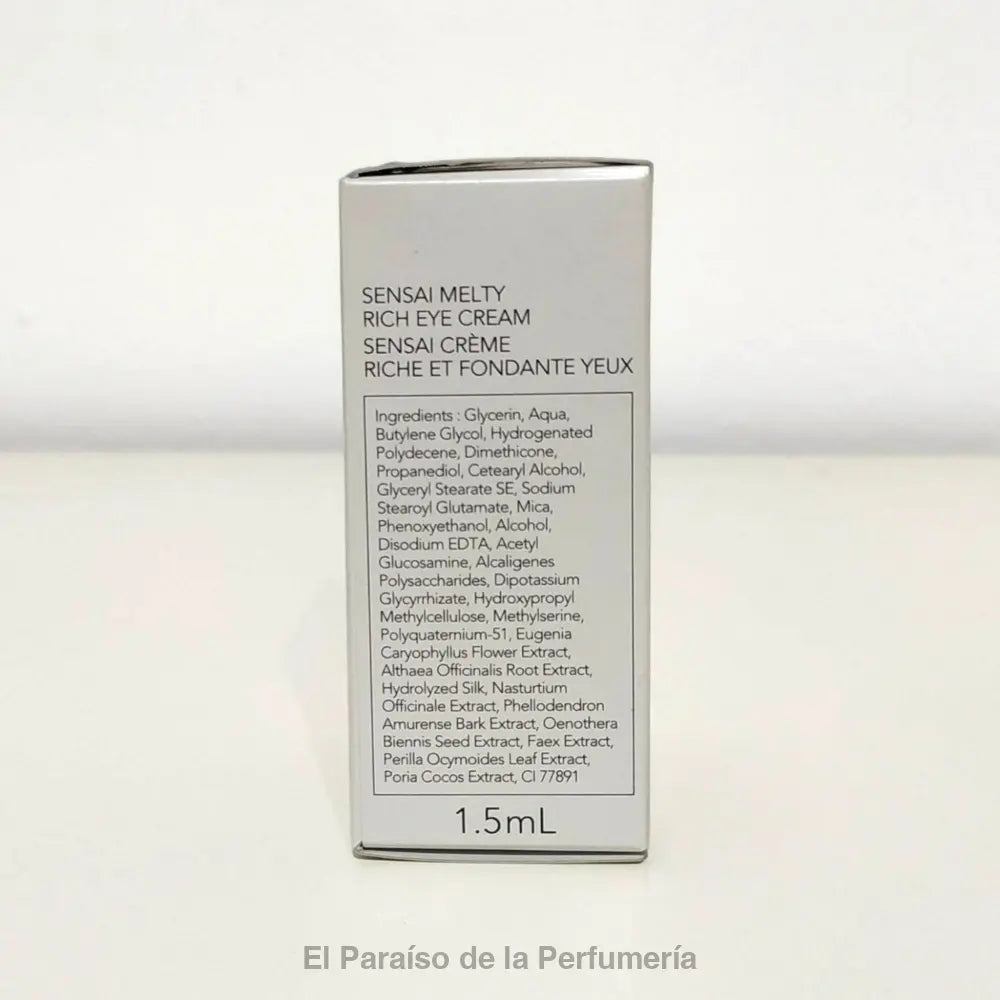 SENSAI MELTY
RICH EYE CREAM
SENSAI CRÈME
RICHE ET FONDANTE YEUX
Ingredients : Glycerin, Aqua,
Butylene Glycol, Hydrogenated
Polydecene, Dimethicone,
Propanediol, Cetearyl Alcohol,
Glyceryl Stearate SE, Sodium
Stearoyl Glutamate, Mica,
Phenoxyethanol, Alcohol,
Disodium EDTA, Acetyl
Glucosamine, Alcaligenes
Polysaccharides, Dipotassium
Glycyrrhizate, Hydroxypropyl
Methylcellulose, Methylserine,
Polyquaternium-51, Eugenia
Caryophyllus Flower Extract,
Althaea Officinalis Root Extract,
Hydrolyzed Silk, Nasturtium
Officinale Extract, Phellodendron
Amurense Bark Extract, Oenothera
Biennis Seed Extract, Faex Extract,
Perilla Ocymoides Leaf Extract,
Poria Cocos Extract, CI 77891
1.5mL
El Paraíso de la Perfumería